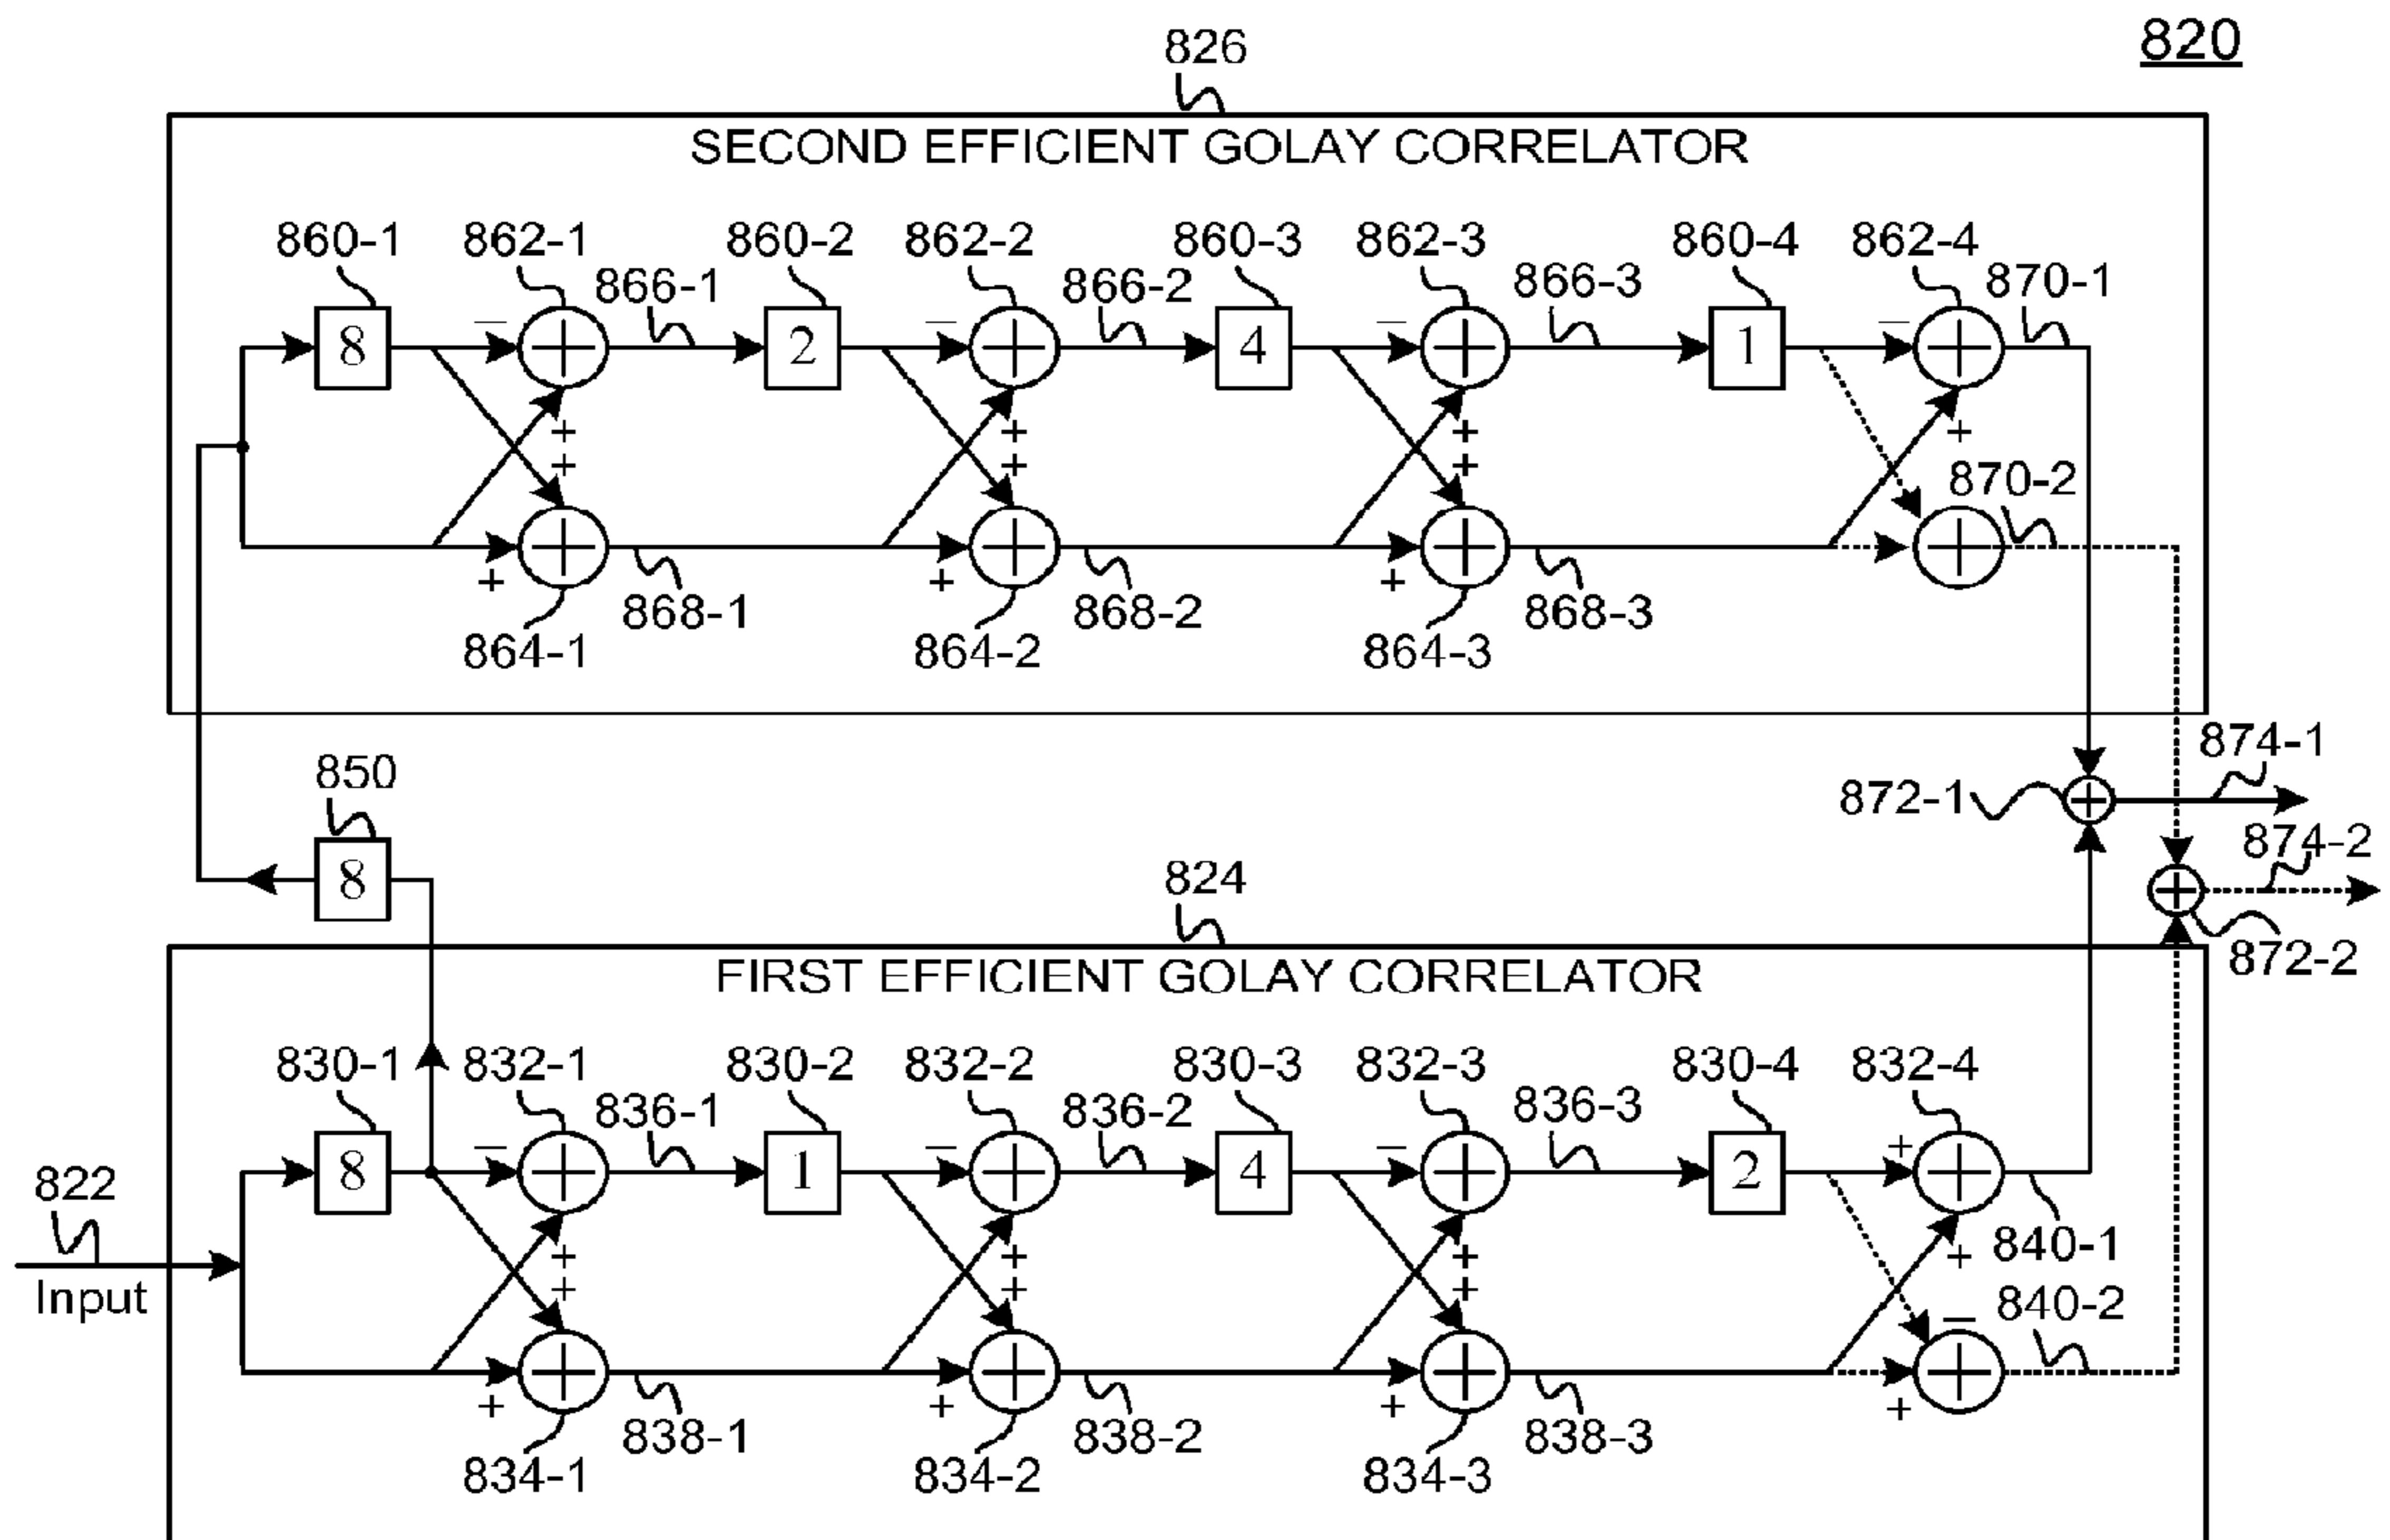 820
826
SECOND EFFICIENT GOLAY CORRELATOR
860-1 862-1 860-2 862-2 860-3 862-3 860-4 862-4
866-1 866-2 866-3 870-1
8 − 2 − 4 − 1 −
+ + + +
+ + +
870-2
+ + +
868-1 868-2 868-3
864-1 864-2 864-3
874-1
850
872-1
8
874-2
824
872-2
FIRST EFFICIENT GOLAY CORRELATOR
830-1 832-1 830-2 832-2 830-3 832-3 830-4 832-4
836-1 836-2 836-3
8 − 1 − 4 − 2 +
822
+ + + + 840-1
Input
+ + +
840-2
−
+ + + +
838-1 838-2 838-3
834-1 834-2 834-3